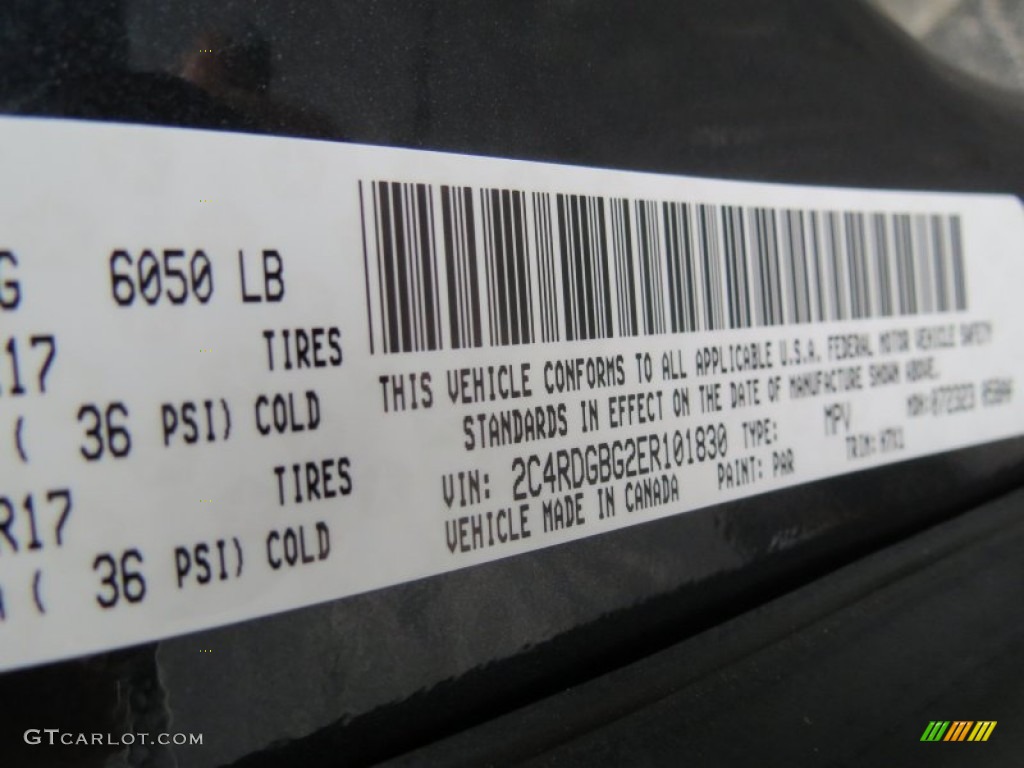 G 6050 LB
17 TIRES
( 36 PSI) COLD
R17 TIRES
( 36 PSI) COLD
THIS VEHICLE CONFORMS TO ALL APPLICABLE U.S.A. FEDERAL MOTOR VEHICLE SAFETY
STANDARDS IN EFFECT ON THE DATE OF MANUFACTURE SHOWN ABOVE.
VIN: 2C4RDGBG2ER101830 TYPE: MPV MDH:
VEHICLE MADE IN CANADA PAINT: PAR TRIM:
GTCARLOT.COM